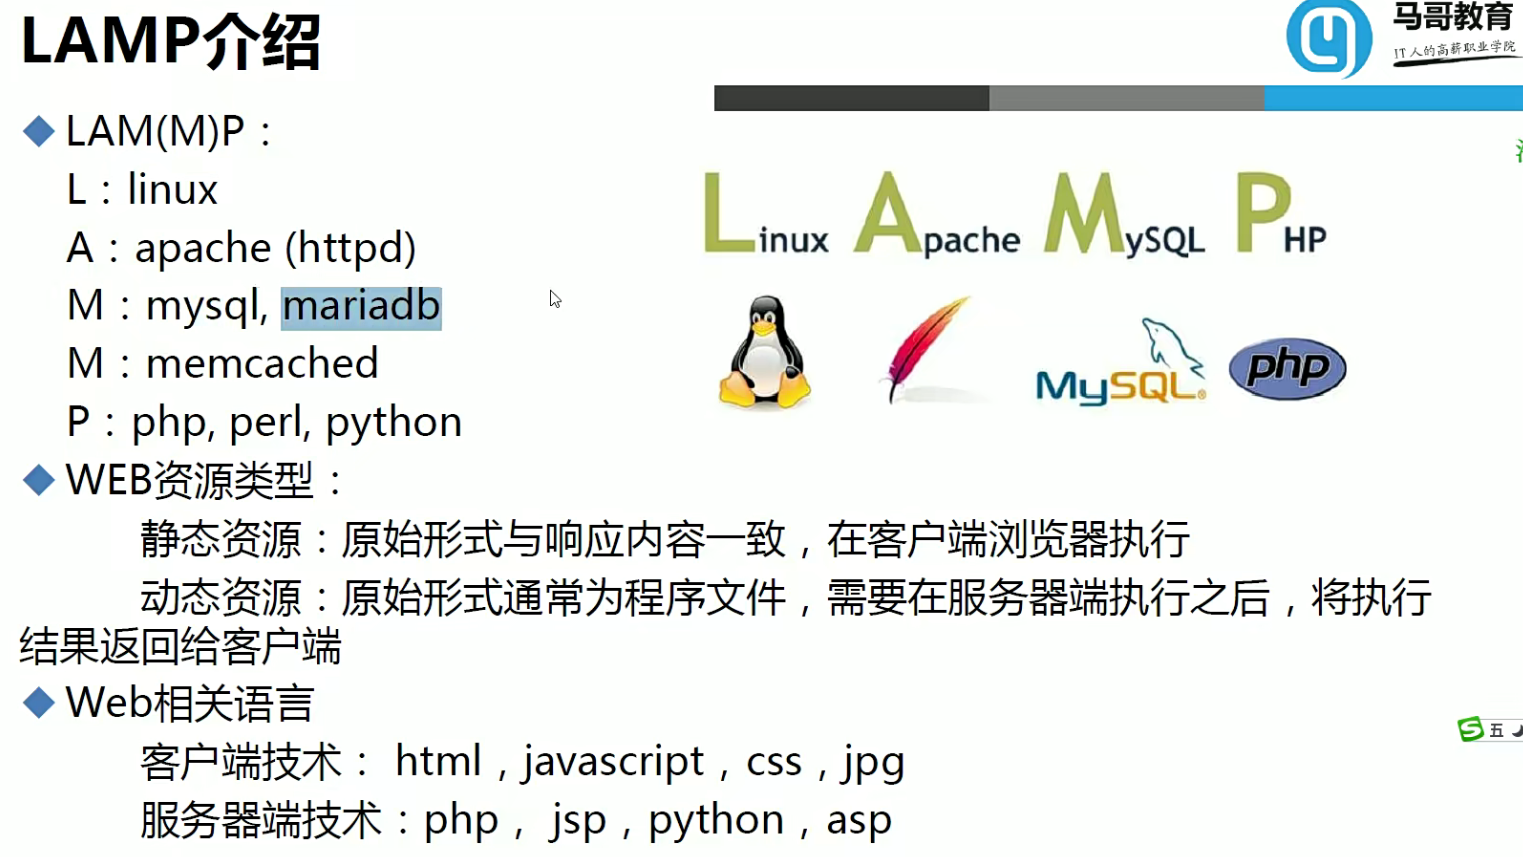 LAMP介绍
马哥教育
IT人的高薪职业学院
LAM(M)P：
L：linux
A：apache (httpd)
M：mysql, mariadb
M：memcached
P：php, perl, python
Linux Apache MySQL PHP
MySQL® php
WEB资源类型：
静态资源：原始形式与响应内容一致，在客户端浏览器执行
动态资源：原始形式通常为程序文件，需要在服务器端执行之后，将执行
结果返回给客户端
Web相关语言
客户端技术： html，javascript，css，jpg
服务器端技术：php， jsp，python，asp
S 五